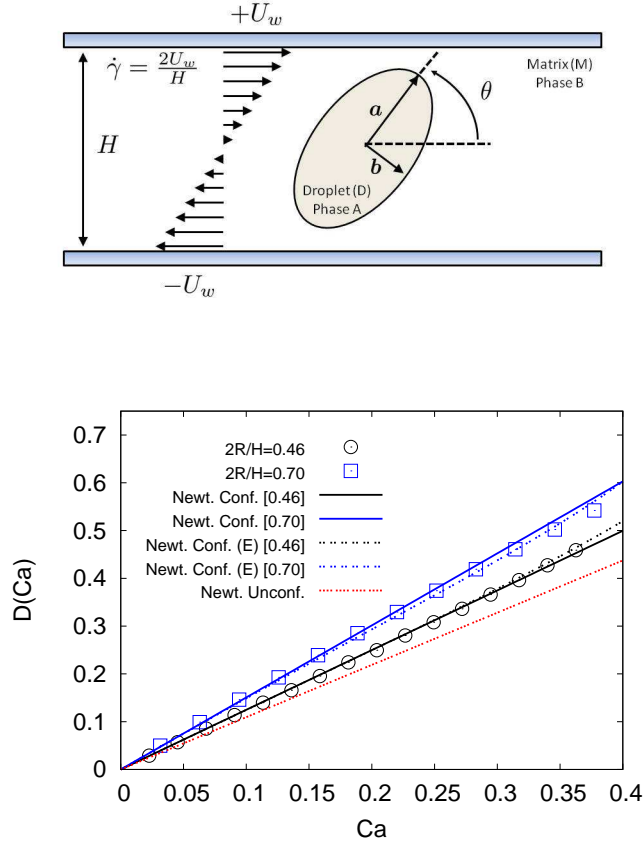 +U_w
γ̇ = 2U_w/H
Matrix (M)
Phase B
a
θ
H
b
Droplet (D)
Phase A
−U_w
0.7
0.6
0.5
0.4
0.3
0.2
0.1
0
D(Ca)
2R/H=0.46
2R/H=0.70
Newt. Conf. [0.46]
Newt. Conf. [0.70]
Newt. Conf. (E) [0.46]
Newt. Conf. (E) [0.70]
Newt. Unconf.
0 0.05 0.1 0.15 0.2 0.25 0.3 0.35 0.4
Ca